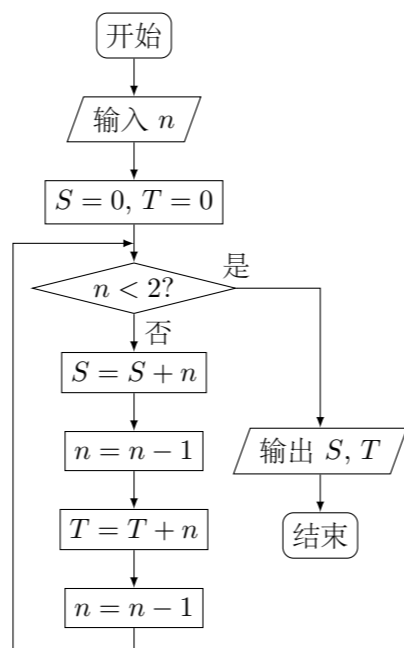 开始
输入 n
S = 0, T = 0
n < 2?
是
否
S = S + n
n = n − 1
T = T + n
n = n − 1
输出 S, T
结束